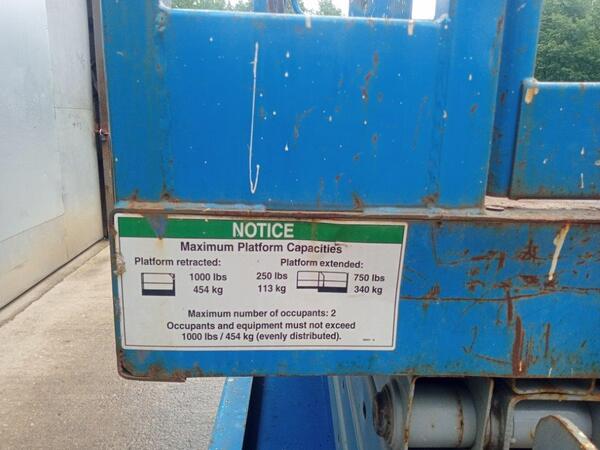 NOTICE
Maximum Platform Capacities
Platform retracted: Platform extended:
1000 lbs 250 lbs 750 lbs
454 kg 113 kg 340 kg
Maximum number of occupants: 2
Occupants and equipment must not exceed
1000 lbs / 454 kg (evenly distributed).